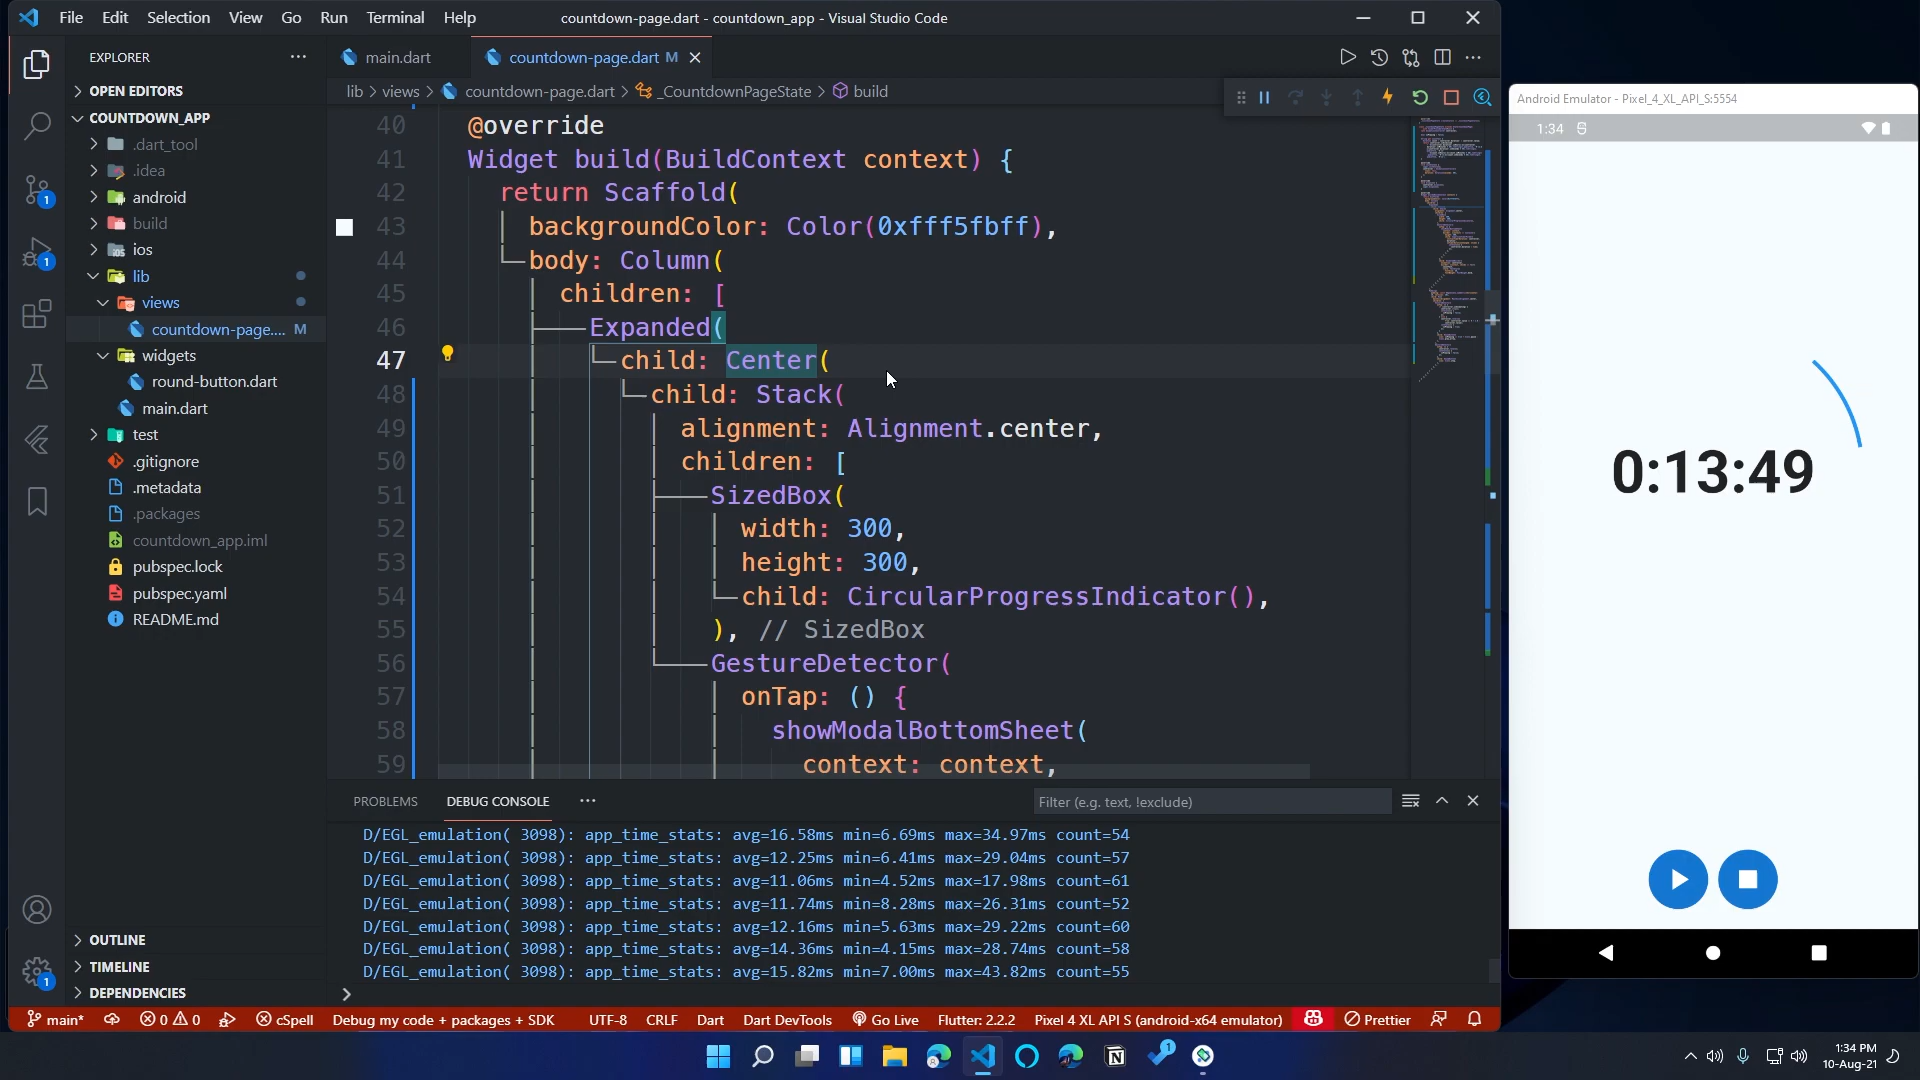 File Edit Selection View Go Run Terminal Help
countdown-page.dart - countdown_app - Visual Studio Code
EXPLORER
OPEN EDITORS
COUNTDOWN_APP
.dart_tool
.idea
android
build
ios
lib
views
countdown-page.... M
widgets
round-button.dart
main.dart
test
.gitignore
.metadata
.packages
countdown_app.iml
pubspec.lock
pubspec.yaml
README.md
OUTLINE
TIMELINE
DEPENDENCIES
main.dart
countdown-page.dart M
lib > views > countdown-page.dart > _CountdownPageState > build
40 @override
41 Widget build(BuildContext context) {
42 return Scaffold(
43 backgroundColor: Color(0xfff5fbff),
44 body: Column(
45 children: [
46 Expanded(
47 child: Center(
48 child: Stack(
49 alignment: Alignment.center,
50 children: [
51 SizedBox(
52 width: 300,
53 height: 300,
54 child: CircularProgressIndicator(),
55 ), // SizedBox
56 GestureDetector(
57 onTap: () {
58 showModalBottomSheet(
59 context: context,
PROBLEMS DEBUG CONSOLE
Filter (e.g. text, !exclude)
D/EGL_emulation( 3098): app_time_stats: avg=16.58ms min=6.69ms max=34.97ms count=54
D/EGL_emulation( 3098): app_time_stats: avg=12.25ms min=6.41ms max=29.04ms count=57
D/EGL_emulation( 3098): app_time_stats: avg=11.06ms min=4.52ms max=17.98ms count=61
D/EGL_emulation( 3098): app_time_stats: avg=11.74ms min=8.28ms max=26.31ms count=52
D/EGL_emulation( 3098): app_time_stats: avg=12.16ms min=5.63ms max=29.22ms count=60
D/EGL_emulation( 3098): app_time_stats: avg=14.36ms min=4.15ms max=28.74ms count=58
D/EGL_emulation( 3098): app_time_stats: avg=15.82ms min=7.00ms max=43.82ms count=55
main* 0 0 cSpell Debug my code + packages + SDK UTF-8 CRLF Dart Dart DevTools Go Live Flutter: 2.2.2 Pixel 4 XL API S (android-x64 emulator) Prettier
Android Emulator - Pixel_4_XL_API_S:5554
1:34
0:13:49
1:34 PM
10-Aug-21